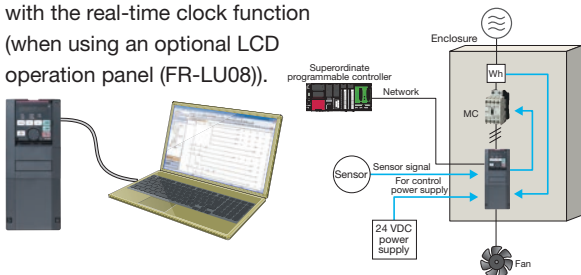 with the real-time clock function
(when using an optional LCD
operation panel (FR-LU08)).
Enclosure
Superordinate
programmable controller
Network
Wh
MC
Sensor
Sensor signal
For control
power supply
24 VDC
power
supply
Fan